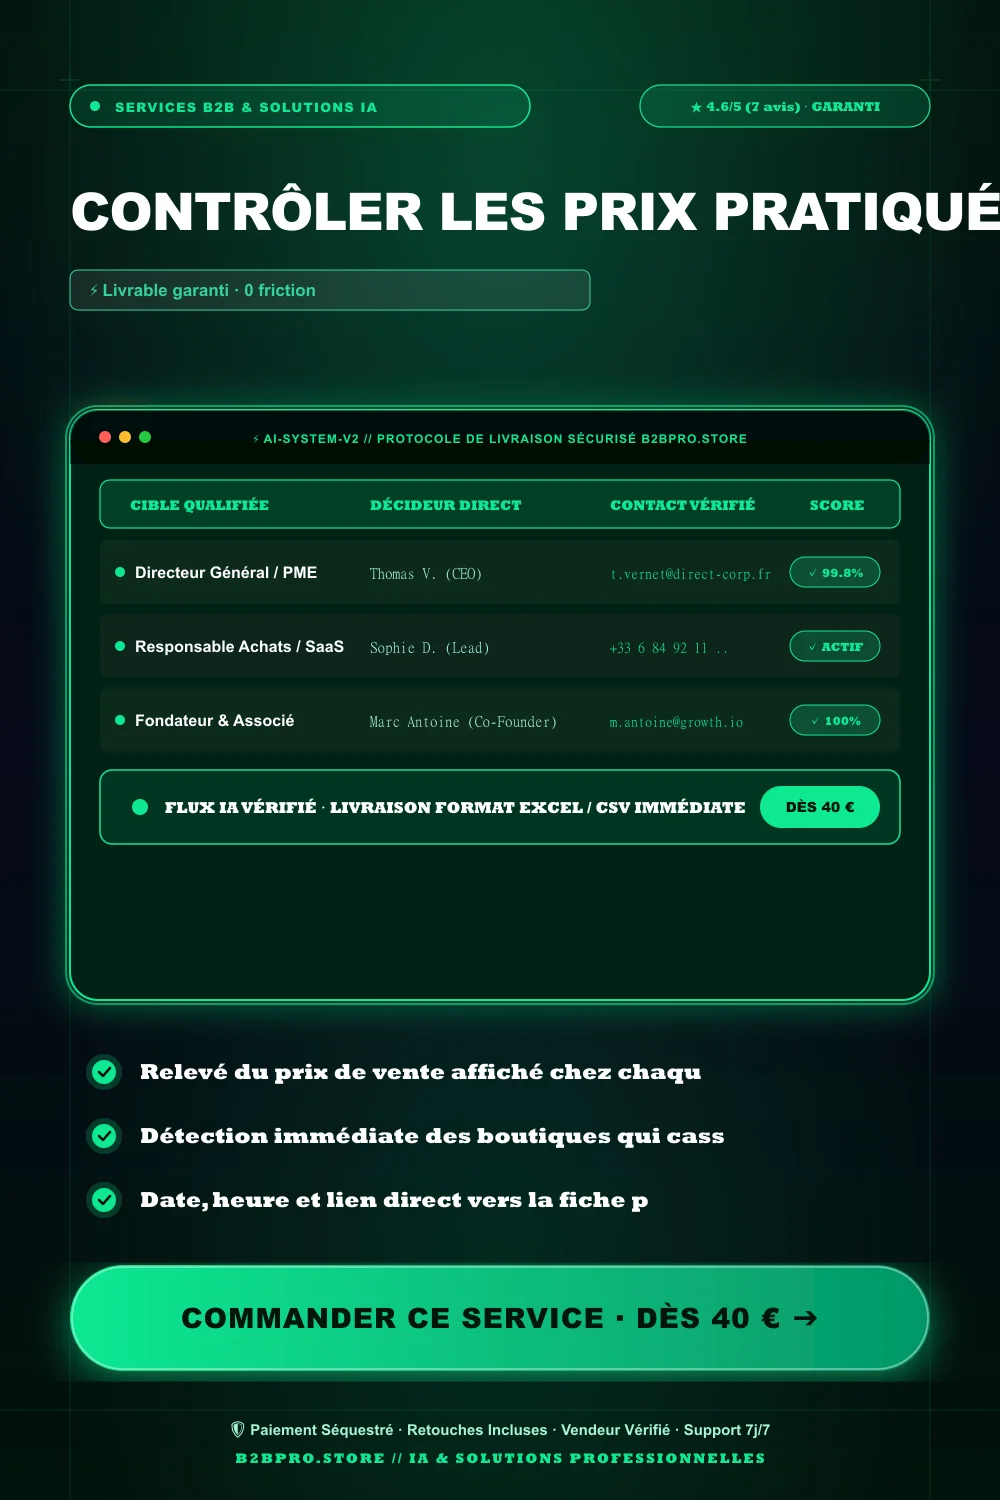 SERVICES B2B & SOLUTIONS IA
★ 4.6/5 (7 avis) · GARANTI
CONTRÔLER LES PRIX PRATIQUÉ
⚡ Livrable garanti · 0 friction
⚡ AI-SYSTEM-V2 // PROTOCOLE DE LIVRAISON SÉCURISÉ B2BPRO.STORE
CIBLE QUALIFIÉE DÉCIDEUR DIRECT CONTACT VÉRIFIÉ SCORE
Directeur Général / PME Thomas V. (CEO) t.vernet@direct-corp.fr ✓ 99.8%
Responsable Achats / SaaS Sophie D. (Lead) +33 6 84 92 11 .. ✓ ACTIF
Fondateur & Associé Marc Antoine (Co-Founder) m.antoine@growth.io ✓ 100%
FLUX IA VÉRIFIÉ · LIVRAISON FORMAT EXCEL / CSV IMMÉDIATE DÈS 40 €
Relevé du prix de vente affiché chez chaqu
Détection immédiate des boutiques qui cass
Date, heure et lien direct vers la fiche p
COMMANDER CE SERVICE · DÈS 40 € ➔
🛡 Paiement Séquestré · Retouches Incluses · Vendeur Vérifié · Support 7j/7
B2BPRO.STORE // IA & SOLUTIONS PROFESSIONNELLES